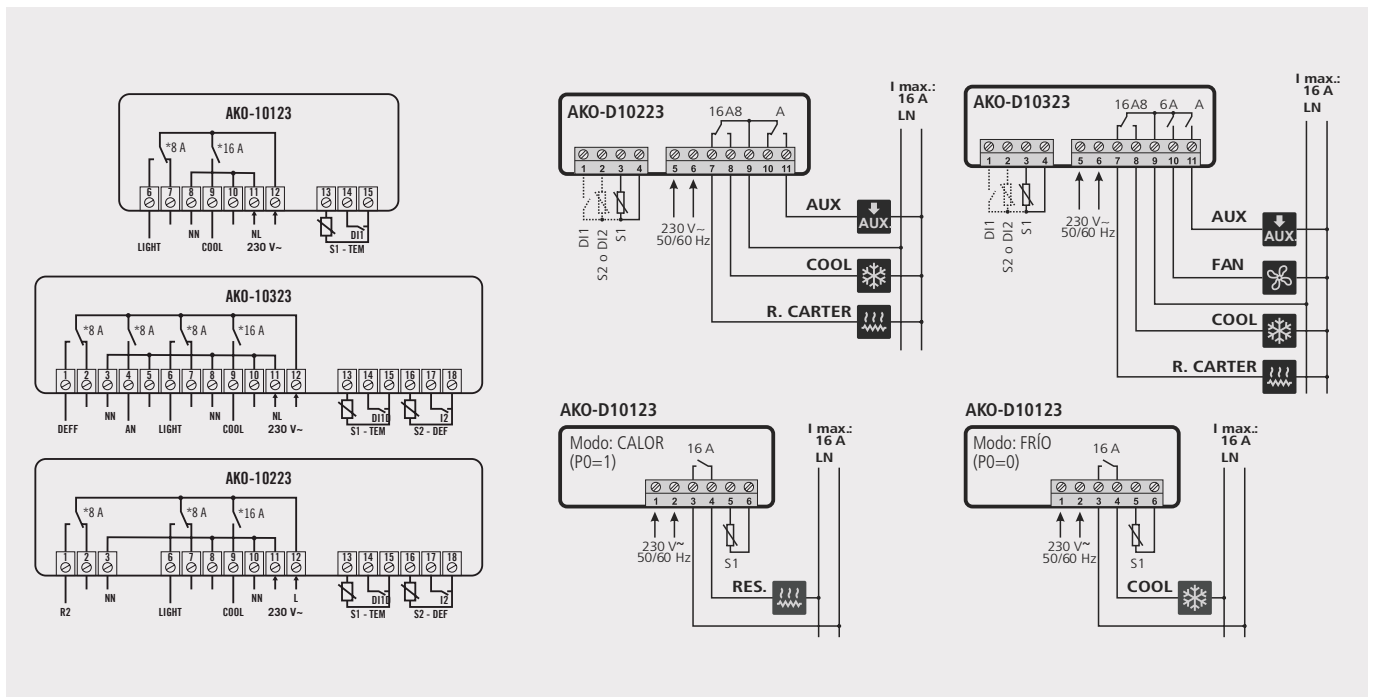 AKO-10123
*8 A *16 A
6 7 8 9 10 11 12 13 14 15
LIGHT NN COOL NL 230 V~ DI1 S1 - TEM
AKO-10323
*8 A *8 A *8 A *16 A
1 2 3 4 5 6 7 8 9 10 11 12 13 14 15 16 17 18
DEFF NN AN LIGHT NN COOL NL 230 V~ DI1D S1 - TEM I2 S2 - DEF
AKO-10223
*8 A *8 A *16 A
1 2 3 6 7 8 9 10 11 12 13 14 15 16 17 18
R2 NN LIGHT COOL NN 230 V~ L DI1D S1 - TEM I2 S2 - DEF
AKO-D10223
16A8 A
1 2 3 4 5 6 7 8 9 10 11
DI1
S2 o DI2
S1
230 V~
50/60 Hz
I max.:
16 A
LN
AUX AUX.
COOL
R. CARTER
AKO-D10323
16A8 6A A
1 2 3 4 5 6 7 8 9 10 11
DI1
S2 o DI2
S1
230 V~
50/60 Hz
I max.:
16 A
LN
AUX AUX.
FAN
COOL
R. CARTER
AKO-D10123
Modo: CALOR
(P0=1)
16 A
1 2 3 4 5 6
230 V~
50/60 Hz
S1
RES.
I max.:
16 A
LN
AKO-D10123
Modo: FRÍO
(P0=0)
16 A
1 2 3 4 5 6
230 V~
50/60 Hz
S1
COOL
I max.:
16 A
LN